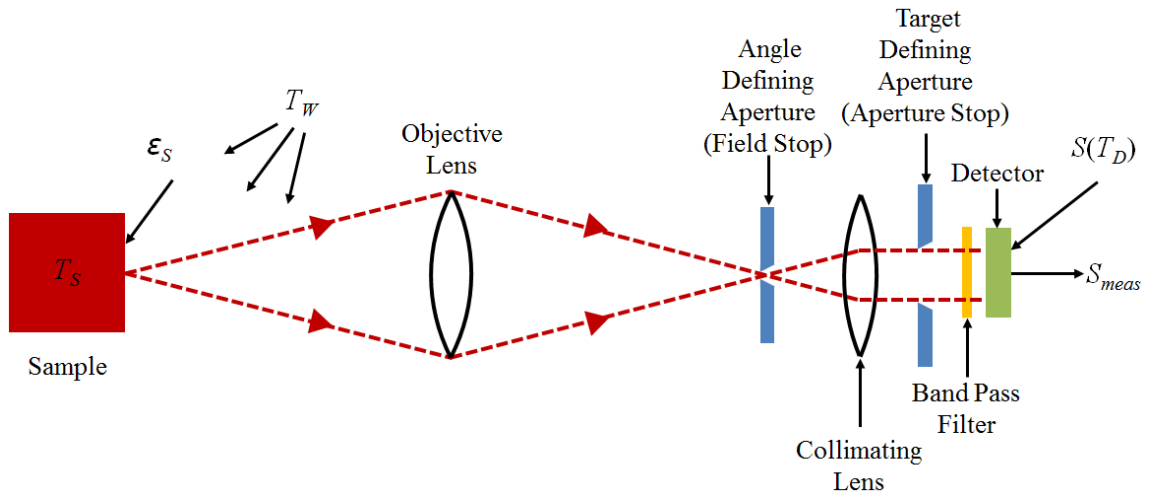 T_W
ε_S
T_S
Sample
Objective
Lens
Angle
Defining
Aperture
(Field Stop)
Target
Defining
Aperture
(Aperture Stop)
S(T_D)
Detector
S_meas
Band Pass
Filter
Collimating
Lens